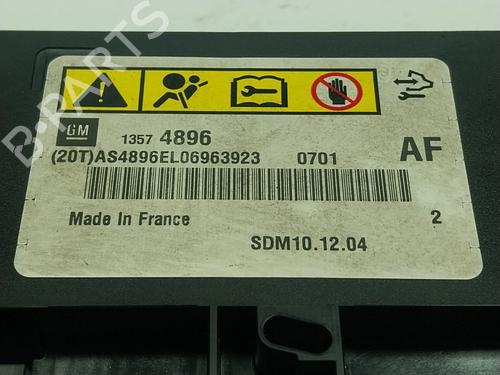 GM
1357 4896
(20T)AS4896EL06963923 0701 AF
Made In France 2
SDM10.12.04
B-PARTS